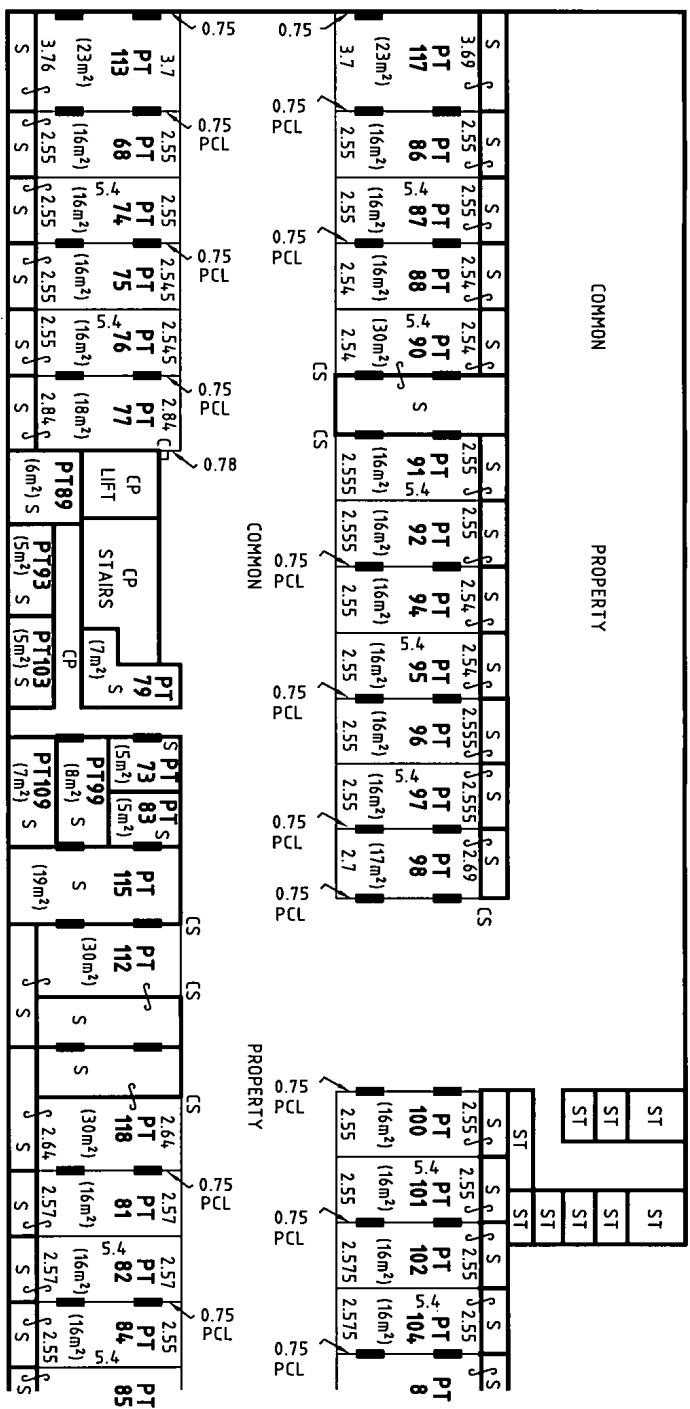 COMMON PROPERTY
ST
ST
ST
ST
ST
ST
ST
ST
ST
S
3.69
PT
117
(23m²)
3.7
0.75
S
2.55
PT
86
(16m²)
2.55
0.75
PCL
S
2.55
PT
87
5.4
(16m²)
2.55
S
2.54
PT
88
(16m²)
2.54
0.75
PCL
S
2.54
PT
90
5.4
(30m²)
2.54
CS
S
CS
S
2.55
PT
91
5.4
(16m²)
2.555
S
2.55
PT
92
(16m²)
2.555
S
2.54
PT
94
(16m²)
2.55
0.75
PCL
S
2.54
PT
95
5.4
(16m²)
2.55
S
2.555
PT
96
(16m²)
2.55
0.75
PCL
S
2.555
PT
97
5.4
(16m²)
2.55
S
2.69
PT
98
(17m²)
2.7
0.75
PCL
CS
0.75
PCL
S
2.55
PT
100
(16m²)
2.55
0.75
PCL
S
2.55
PT
101
5.4
(16m²)
2.55
S
2.55
PT
102
(16m²)
2.575
0.75
PCL
S
2.55
PT
104
5.4
(16m²)
2.575
0.75
PCL
S
PT
8
COMMON PROPERTY
0.75
3.7
PT
113
(23m²)
3.76
S
0.75
PCL
2.55
PT
68
(16m²)
2.55
S
2.55
PT
74
5.4
(16m²)
2.55
S
0.75
PCL
2.545
PT
75
(16m²)
2.55
S
2.545
PT
76
5.4
(16m²)
2.55
S
0.75
PCL
2.84
PT
77
(18m²)
2.84
S
C
0.78
CP
LIFT
PT89
(6m²) S
CP
STAIRS
PT93
(5m²) S
CP
PT103
(5m²) S
PT
79
S
(7m²)
S PT
73
(5m²)
PT
83
S
(5m²)
PT99
(8m²) S
PT109
(7m²) S
PT
115
S
(19m²)
CS
PT
112
(30m²)
S
CS
S
S
CS
2.64
PT
118
(30m²)
2.64
S
0.75
PCL
2.57
PT
81
(16m²)
2.57
S
2.57
PT
82
5.4
(16m²)
2.57
S
0.75
PCL
2.55
PT
84
(16m²)
5.4
2.55
S
PT
85
S